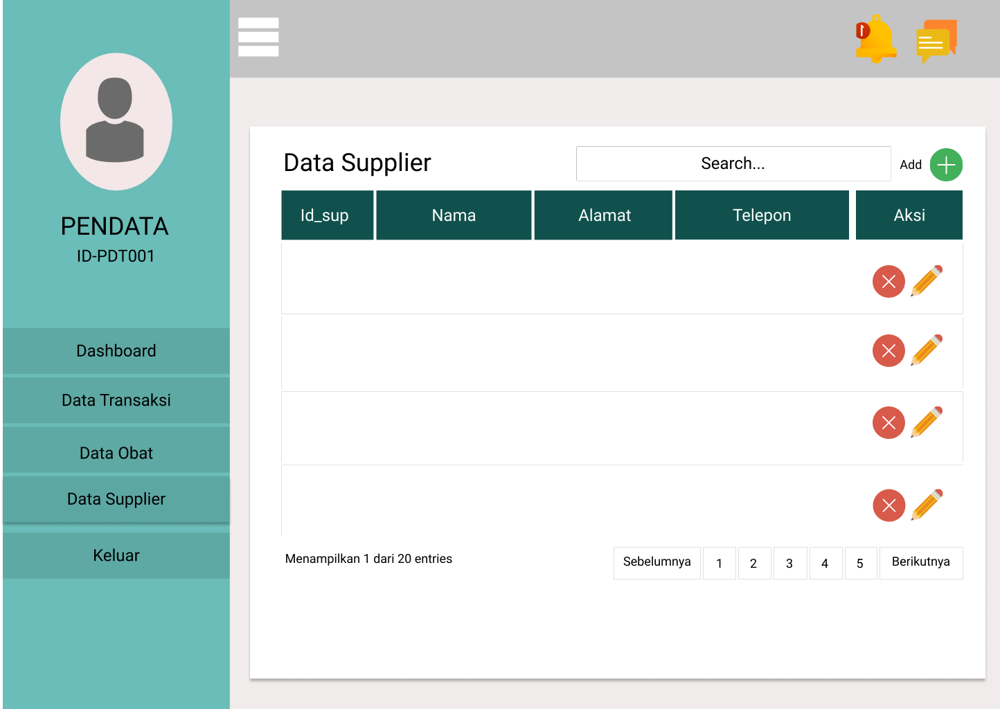 1
PENDATA
ID-PDT001
Dashboard
Data Transaksi
Data Obat
Data Supplier
Keluar
Data Supplier
Search...
Add
Id_sup Nama Alamat Telepon Aksi
Menampilkan 1 dari 20 entries
Sebelumnya 1 2 3 4 5 Berikutnya